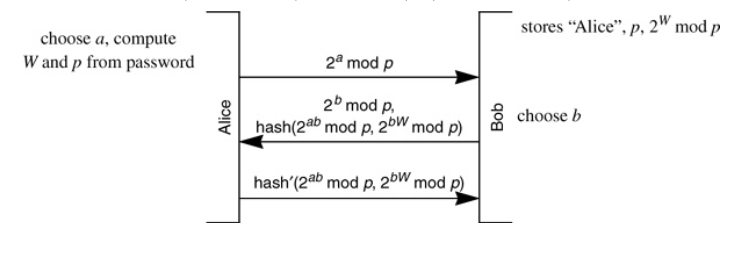 stores “Alice”, p, 2^W mod p
choose a, compute
W and p from password
2^a mod p
Alice
2^b mod p,
hash(2^ab mod p, 2^bW mod p)
Bob
choose b
hash′(2^ab mod p, 2^bW mod p)